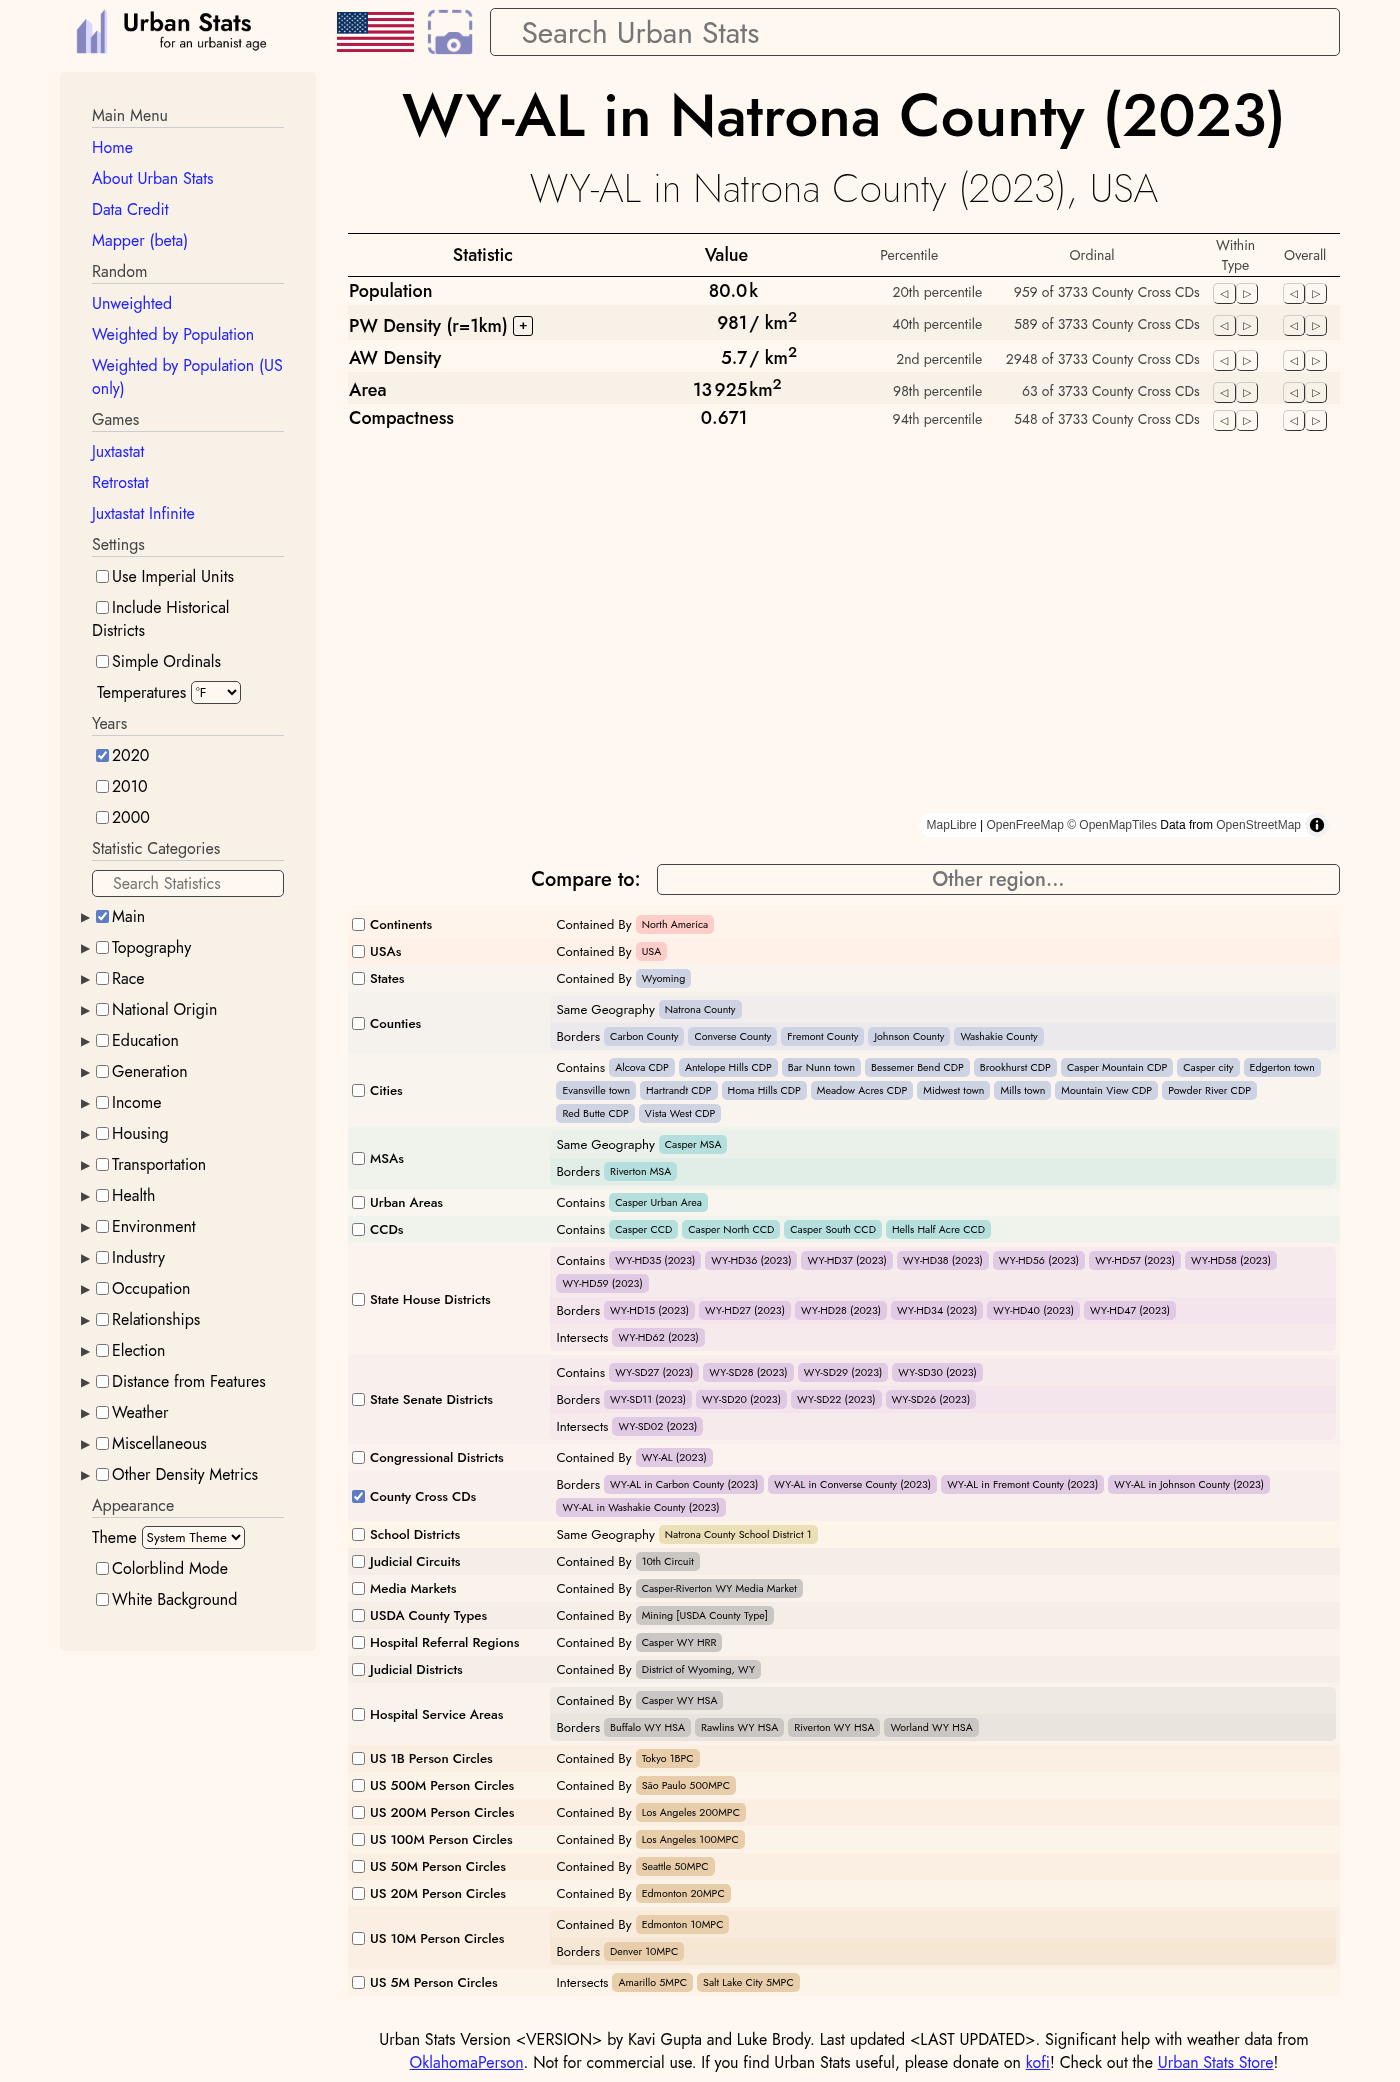 Urban Stats
for an urbanist age
Search Urban Stats
Main Menu
Home
About Urban Stats
Data Credit
Mapper (beta)
Random
Unweighted
Weighted by Population
Weighted by Population (US
only)
Games
Juxtastat
Retrostat
Juxtastat Infinite
Settings
Use Imperial Units
Include Historical
Districts
Simple Ordinals
Temperatures °F
Years
2020
2010
2000
Statistic Categories
Search Statistics
Main
Topography
Race
National Origin
Education
Generation
Income
Housing
Transportation
Health
Environment
Industry
Occupation
Relationships
Election
Distance from Features
Weather
Miscellaneous
Other Density Metrics
Appearance
Theme System Theme
Colorblind Mode
White Background
WY-AL in Natrona County (2023)
WY-AL in Natrona County (2023), USA
Statistic Value Percentile Ordinal Within Type Overall
Population 80.0 k 20th percentile 959 of 3733 County Cross CDs
PW Density (r=1km) + 981 / km2 40th percentile 589 of 3733 County Cross CDs
AW Density 5.7 / km2 2nd percentile 2948 of 3733 County Cross CDs
Area 13 925 km2 98th percentile 63 of 3733 County Cross CDs
Compactness 0.671 94th percentile 548 of 3733 County Cross CDs
MapLibre | OpenFreeMap © OpenMapTiles Data from OpenStreetMap
Compare to: Other region...
Continents Contained By North America
USAs Contained By USA
States Contained By Wyoming
Counties Same Geography Natrona County
Borders Carbon County Converse County Fremont County Johnson County Washakie County
Cities Contains Alcova CDP Antelope Hills CDP Bar Nunn town Bessemer Bend CDP Brookhurst CDP Casper Mountain CDP Casper city Edgerton town
Evansville town Hartrandt CDP Homa Hills CDP Meadow Acres CDP Midwest town Mills town Mountain View CDP Powder River CDP
Red Butte CDP Vista West CDP
MSAs Same Geography Casper MSA
Borders Riverton MSA
Urban Areas Contains Casper Urban Area
CCDs Contains Casper CCD Casper North CCD Casper South CCD Hells Half Acre CCD
State House Districts Contains WY-HD35 (2023) WY-HD36 (2023) WY-HD37 (2023) WY-HD38 (2023) WY-HD56 (2023) WY-HD57 (2023) WY-HD58 (2023)
WY-HD59 (2023)
Borders WY-HD15 (2023) WY-HD27 (2023) WY-HD28 (2023) WY-HD34 (2023) WY-HD40 (2023) WY-HD47 (2023)
Intersects WY-HD62 (2023)
State Senate Districts Contains WY-SD27 (2023) WY-SD28 (2023) WY-SD29 (2023) WY-SD30 (2023)
Borders WY-SD11 (2023) WY-SD20 (2023) WY-SD22 (2023) WY-SD26 (2023)
Intersects WY-SD02 (2023)
Congressional Districts Contained By WY-AL (2023)
County Cross CDs Borders WY-AL in Carbon County (2023) WY-AL in Converse County (2023) WY-AL in Fremont County (2023) WY-AL in Johnson County (2023)
WY-AL in Washakie County (2023)
School Districts Same Geography Natrona County School District 1
Judicial Circuits Contained By 10th Circuit
Media Markets Contained By Casper-Riverton WY Media Market
USDA County Types Contained By Mining [USDA County Type]
Hospital Referral Regions Contained By Casper WY HRR
Judicial Districts Contained By District of Wyoming, WY
Hospital Service Areas Contained By Casper WY HSA
Borders Buffalo WY HSA Rawlins WY HSA Riverton WY HSA Worland WY HSA
US 1B Person Circles Contained By Tokyo 1BPC
US 500M Person Circles Contained By São Paulo 500MPC
US 200M Person Circles Contained By Los Angeles 200MPC
US 100M Person Circles Contained By Los Angeles 100MPC
US 50M Person Circles Contained By Seattle 50MPC
US 20M Person Circles Contained By Edmonton 20MPC
US 10M Person Circles Contained By Edmonton 10MPC
Borders Denver 10MPC
US 5M Person Circles Intersects Amarillo 5MPC Salt Lake City 5MPC
Urban Stats Version <VERSION> by Kavi Gupta and Luke Brody. Last updated <LAST UPDATED>. Significant help with weather data from
OklahomaPerson. Not for commercial use. If you find Urban Stats useful, please donate on kofi! Check out the Urban Stats Store!